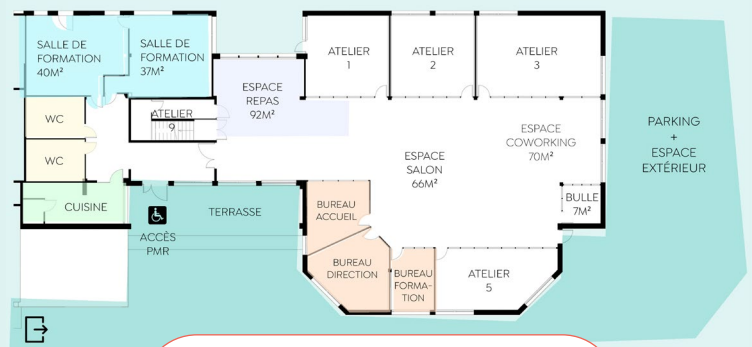 SALLE DE
FORMATION
40M²
SALLE DE
FORMATION
37M²
ATELIER
1
ATELIER
2
ATELIER
3
ESPACE
REPAS
92M²
WC
ATELIER
9
WC
ESPACE
COWORKING
70M²
ESPACE
SALON
66M²
PARKING
+
ESPACE
EXTÉRIEUR
CUISINE
TERRASSE
BUREAU
ACCUEIL
BULLE
7M²
ACCÈS
PMR
BUREAU
DIRECTION
BUREAU
FORMA-
TION
ATELIER
5